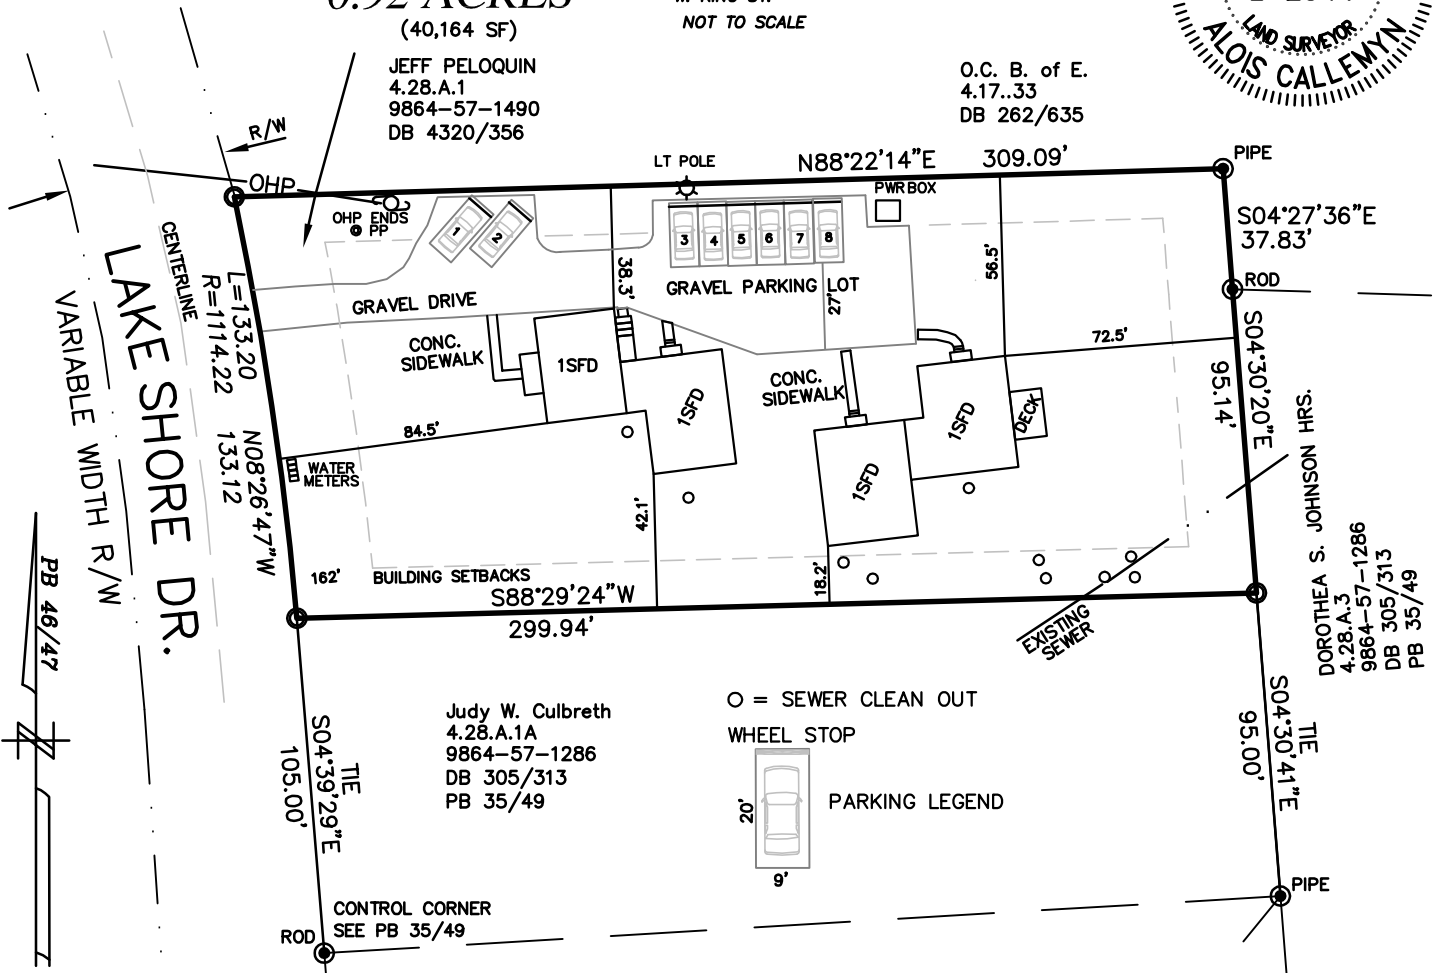 0.92 ACRES
(40,164 SF)
NOT TO SCALE
LAND SURVEYOR
ALOIS CALLEMYN
JEFF PELOQUIN
4.28.A.1
9864-57-1490
DB 4320/356
O.C. B. of E.
4.17..33
DB 262/635
R/W
OHP
LT POLE
N88°22'14"E 309.09'
PIPE
PWR BOX
OHP ENDS
PP
1
2
3
4
5
6
7
8
S04°27'36"E
37.83'
ROD
CENTERLINE
L=133.20
R=1114.22
LAKE SHORE DR.
VARIABLE WIDTH R/W
GRAVEL DRIVE
38.3'
GRAVEL PARKING LOT
27'
56.5'
72.5'
CONC.
SIDEWALK
1SFD
1SFD
CONC.
SIDEWALK
1SFD
1SFD
DECK
S04°30'20"E
95.14'
84.5'
WATER
METERS
N08°26'47"W
133.12
42.1'
18.2'
162'
BUILDING SETBACKS
S88°29'24"W
299.94'
EXISTING
SEWER
DOROTHEA S. JOHNSON HRS.
4.28.A.3
9864-57-1286
DB 305/313
PB 35/49
PB 46/47
Judy W. Culbreth
4.28.A.1A
9864-57-1286
DB 305/313
PB 35/49
O = SEWER CLEAN OUT
WHEEL STOP
20'
9'
PARKING LEGEND
TIE
S04°39'29"E
105.00'
TIE
S04°30'41"E
95.00'
PIPE
CONTROL CORNER
SEE PB 35/49
ROD